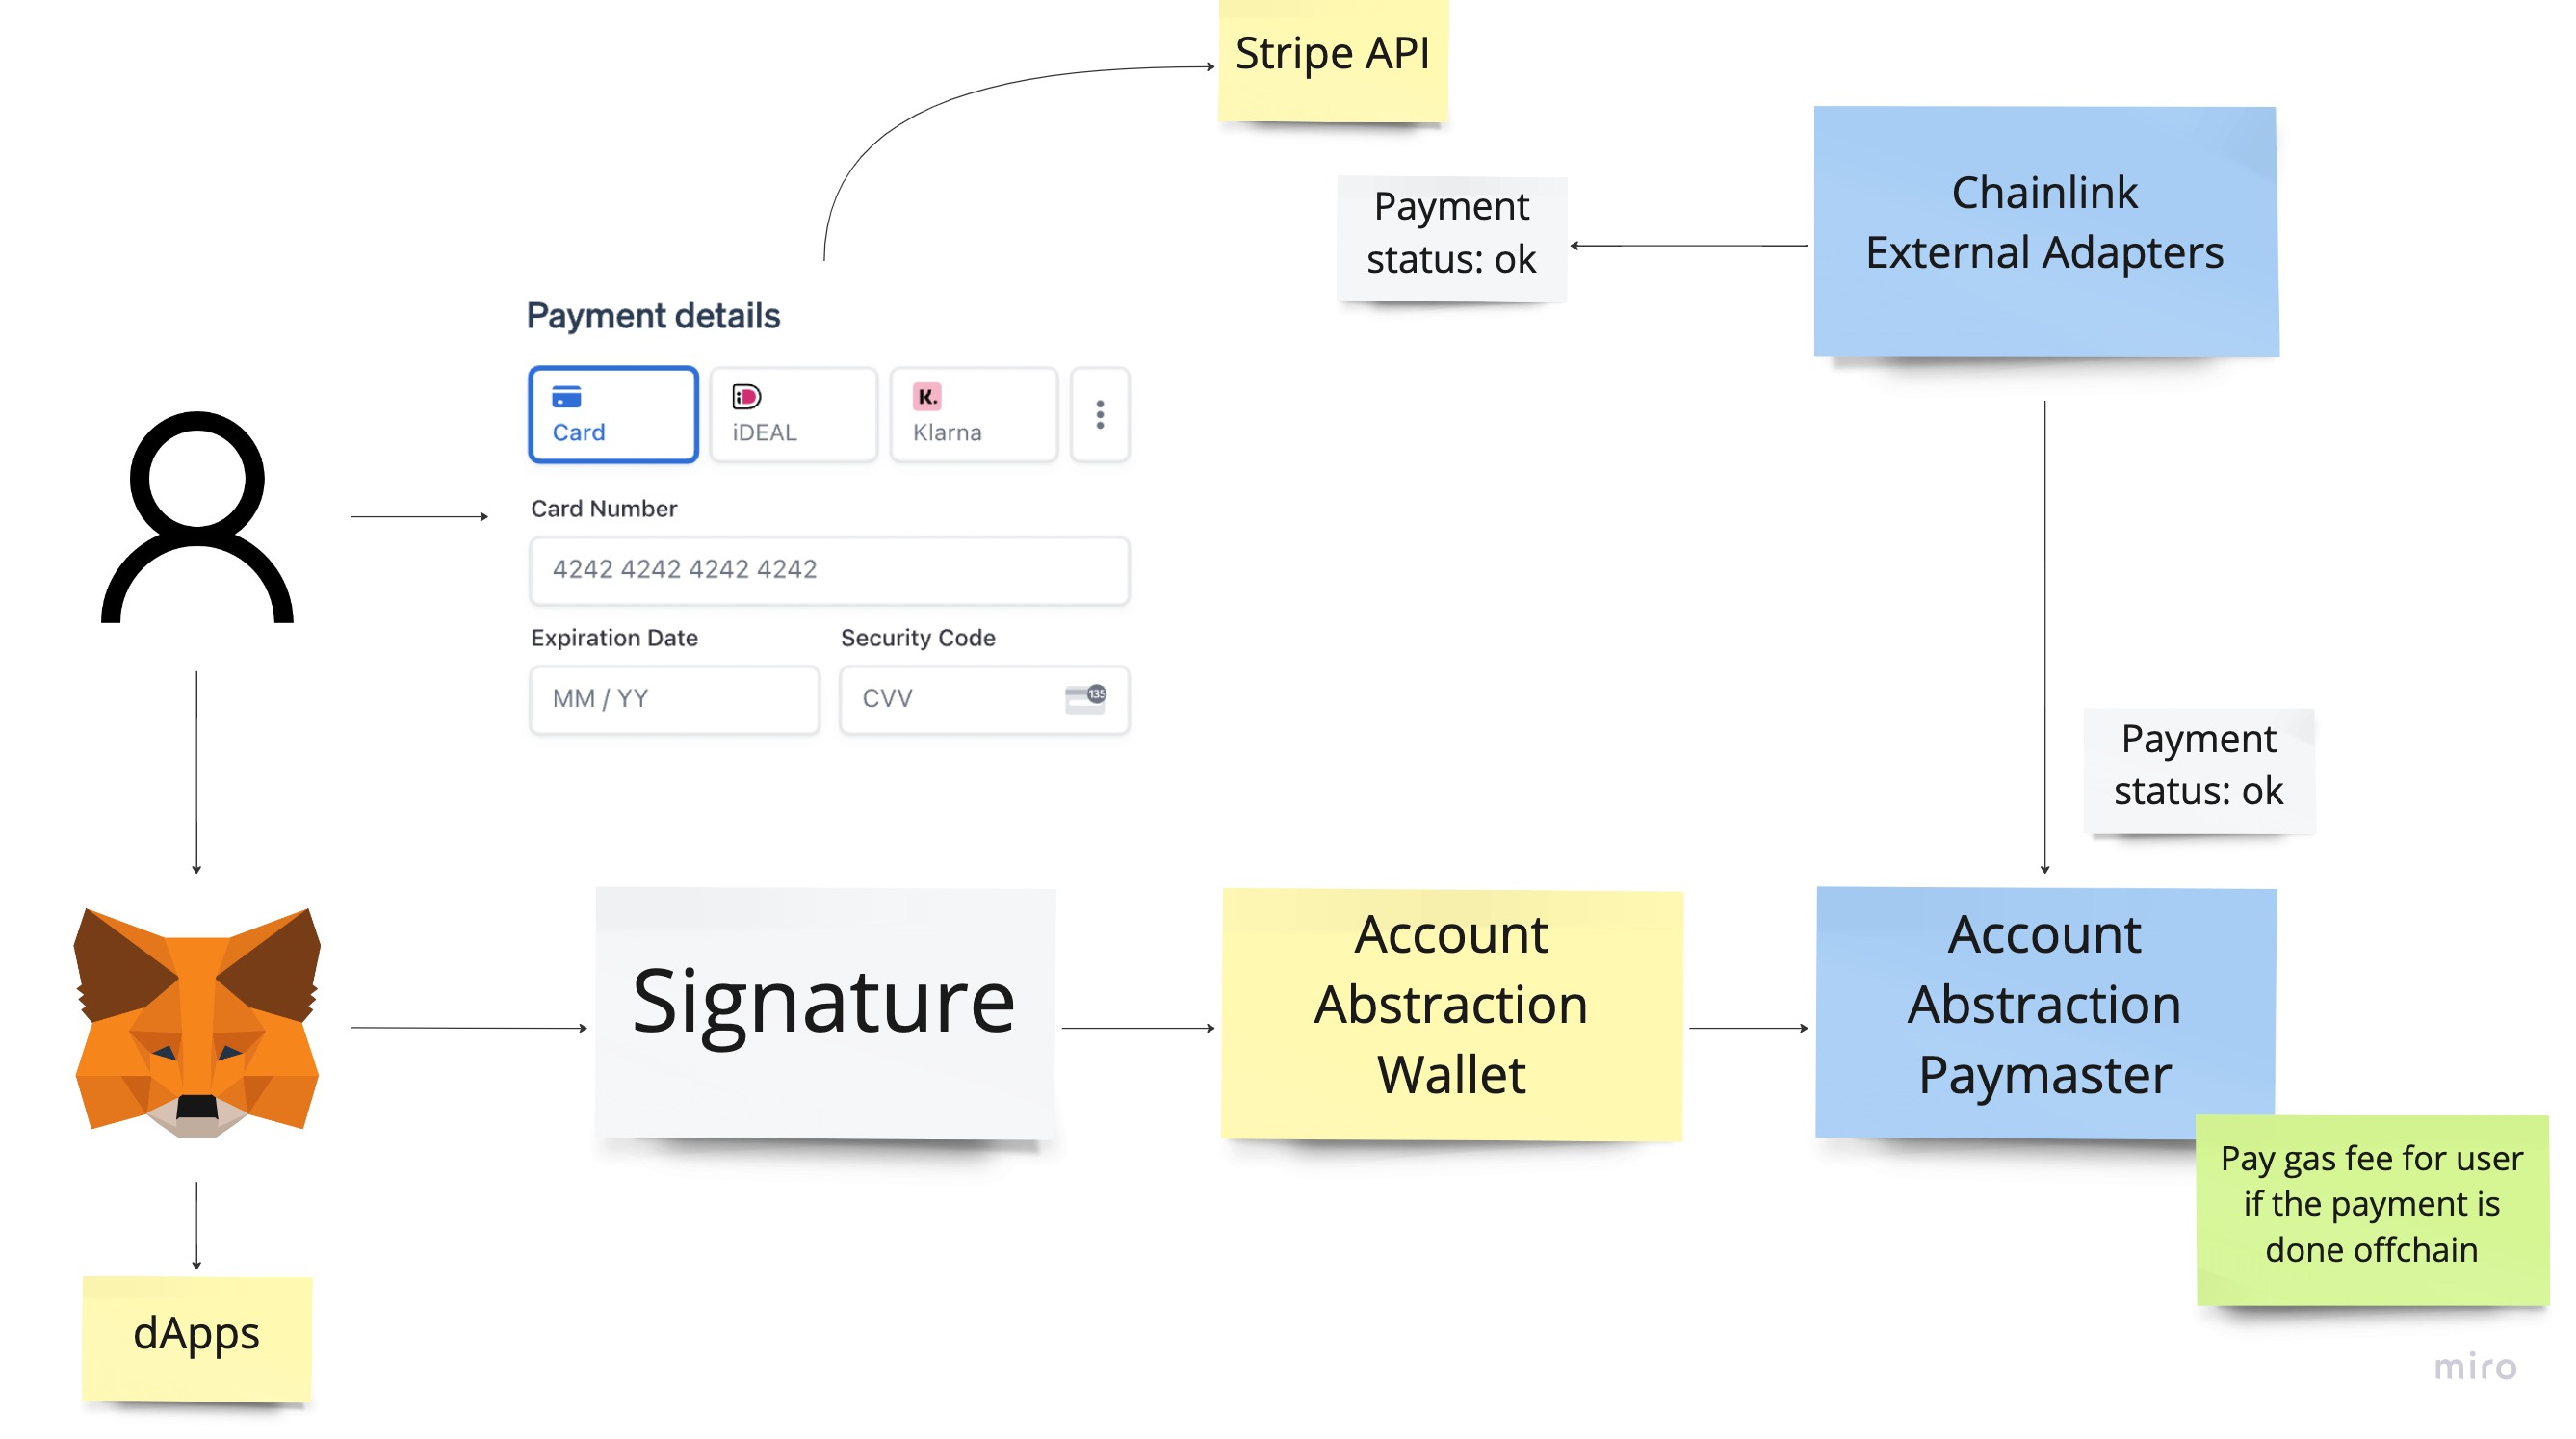 Stripe API
Chainlink
External Adapters
Payment
status: ok
Payment details
Card
iDEAL
K.
Klarna
Card Number
4242 4242 4242 4242
Expiration Date
Security Code
MM / YY
CVV
135
Payment
status: ok
Signature
Account
Abstraction
Wallet
Account
Abstraction
Paymaster
Pay gas fee for user
if the payment is
done offchain
dApps
miro